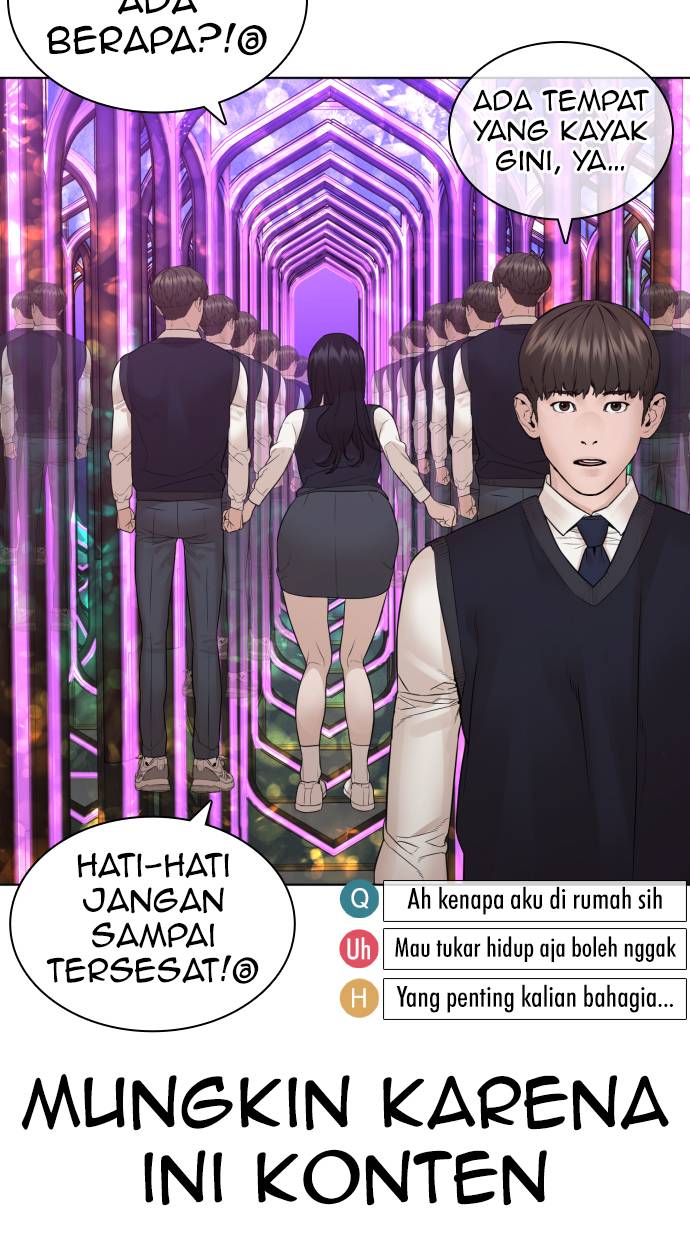 ADA
BERAPA?!@
ADA TEMPAT
YANG KAYAK
GINI, YA...
HATI-HATI
JANGAN
SAMPAI
TERSESAT!@
Q Ah kenapa aku di rumah sih
Uh Mau tukar hidup aja boleh nggak
H Yang penting kalian bahagia...
MUNGKIN KARENA
INI KONTEN